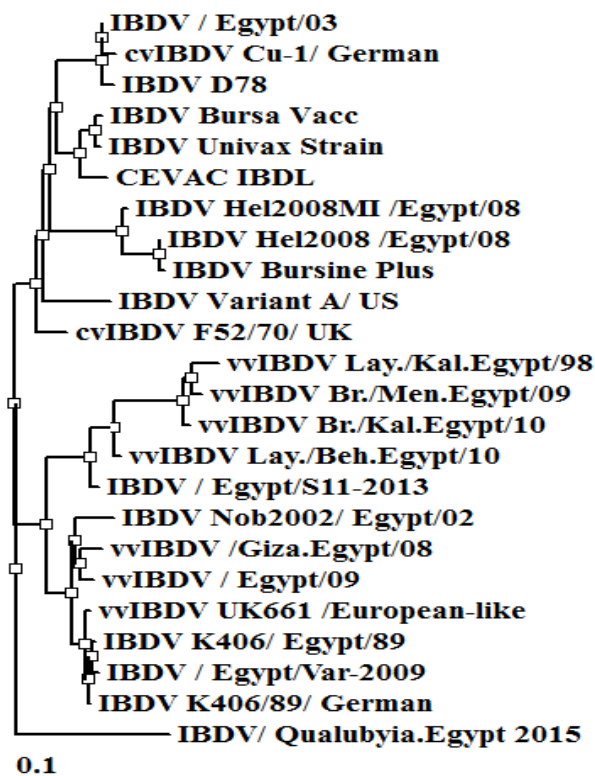 IBDV / Egypt/03
cvIBDV Cu-1/ German
IBDV D78
IBDV Bursa Vacc
IBDV Univax Strain
CEVAC IBDL
IBDV Hel2008MI /Egypt/08
IBDV Hel2008 /Egypt/08
IBDV Bursine Plus
IBDV Variant A/ US
cvIBDV F52/70/ UK
vvIBDV Lay./Kal.Egypt/98
vvIBDV Br./Men.Egypt/09
vvIBDV Br./Kal.Egypt/10
vvIBDV Lay./Beh.Egypt/10
IBDV / Egypt/S11-2013
IBDV Nob2002/ Egypt/02
vvIBDV /Giza.Egypt/08
vvIBDV / Egypt/09
vvIBDV UK661 /European-like
IBDV K406/ Egypt/89
IBDV / Egypt/Var-2009
IBDV K406/89/ German
IBDV/ Qualubyia.Egypt 2015
0.1